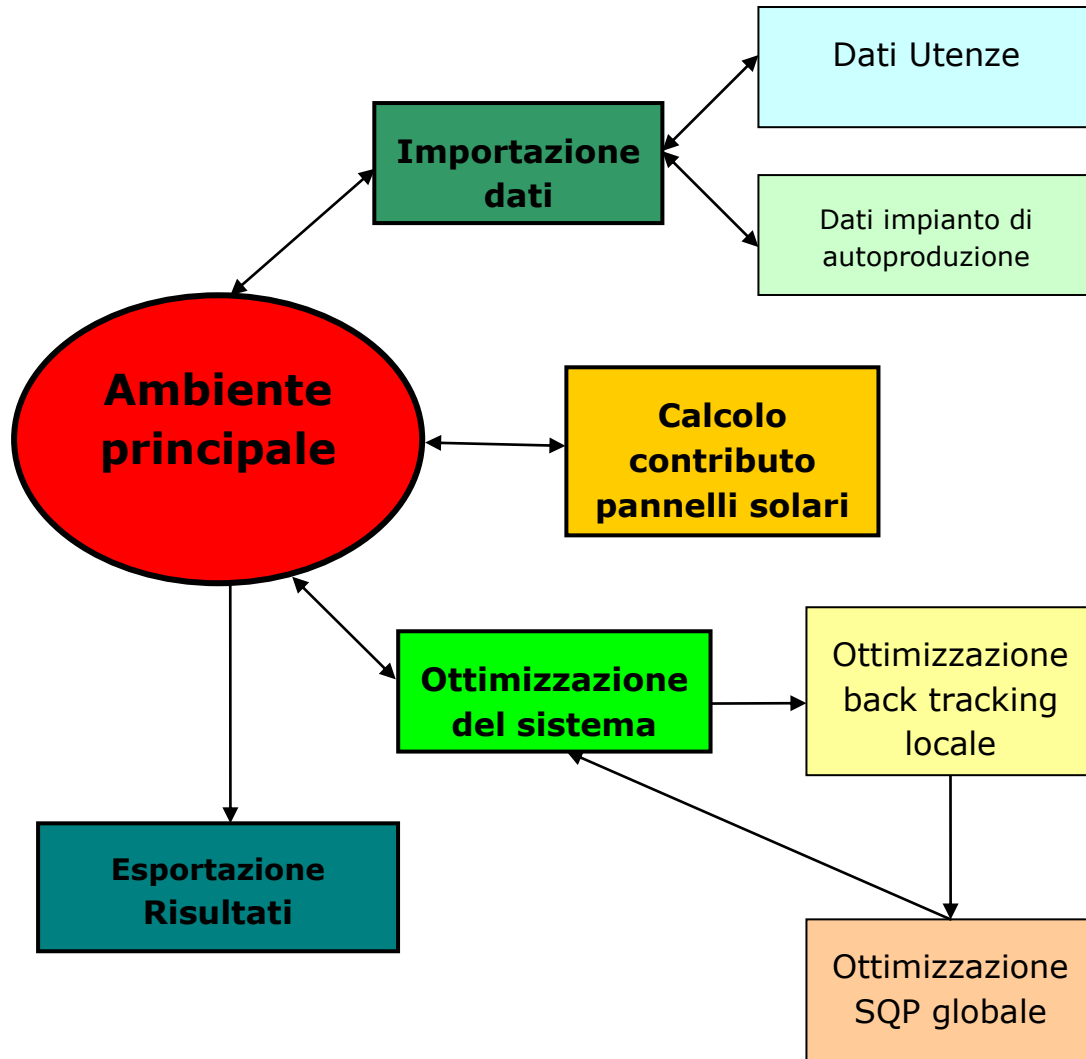 Dati Utenze
Importazione
dati
Dati impianto di
autoproduzione
Ambiente
principale
Calcolo
contributo
pannelli solari
Ottimizzazione
del sistema
Ottimizzazione
back tracking
locale
Esportazione
Risultati
Ottimizzazione
SQP globale